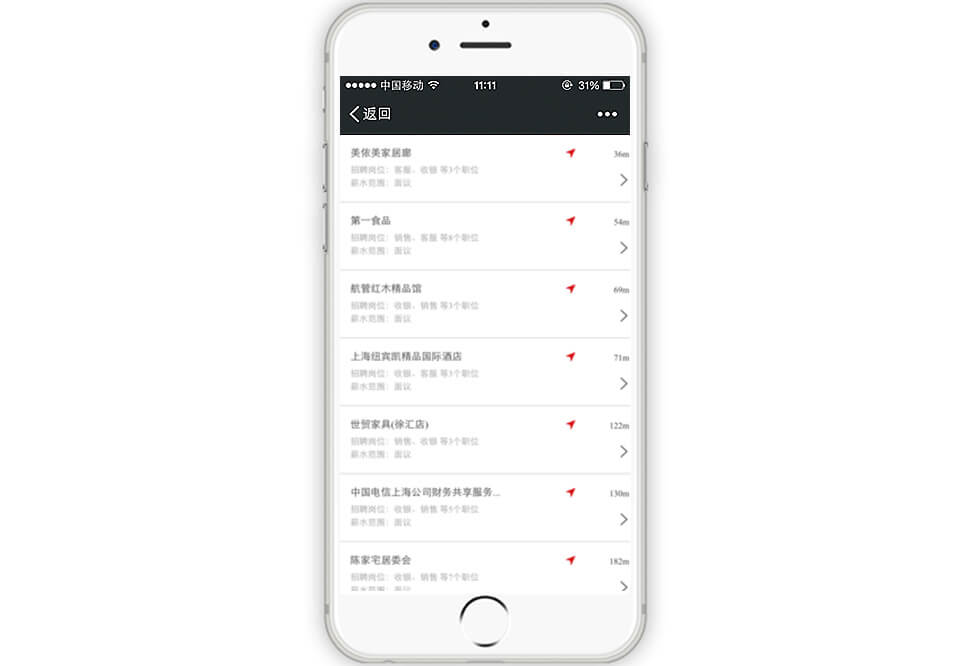 中国移动 11:11 31%
返回
美侬美家居廊 36m
招聘岗位：客服、收银 等3个职位
薪水范围：面议
第一食品 54m
招聘岗位：销售、客服 等8个职位
薪水范围：面议
航管红木精品馆 69m
招聘岗位：收银、销售 等3个职位
薪水范围：面议
上海纽宾凯精品国际酒店 71m
招聘岗位：收银、客服 等3个职位
薪水范围：面议
世贸家具(徐汇店) 122m
招聘岗位：销售、收银 等3个职位
薪水范围：面议
中国电信上海公司财务共享服务... 130m
招聘岗位：收银、销售 等5个职位
薪水范围：面议
陈家宅居委会 182m
招聘岗位：收银、销售 等7个职位
薪水范围：面议